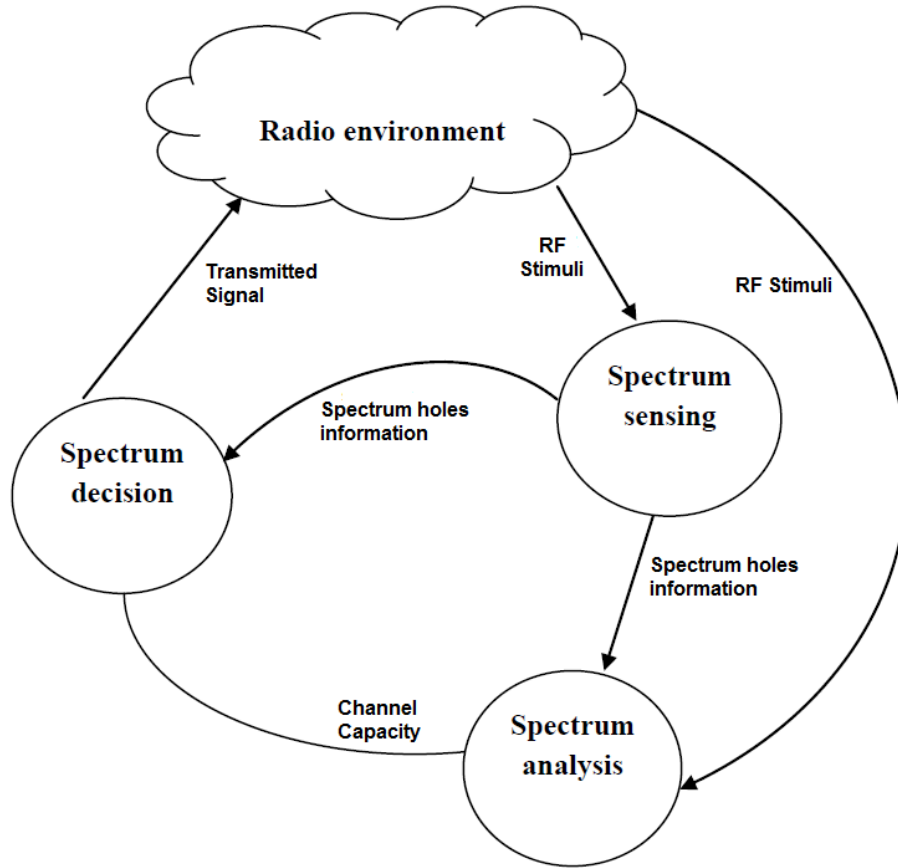 Radio environment
RF
Stimuli
Transmitted
Signal
RF Stimuli
Spectrum
sensing
Spectrum holes
information
Spectrum
decision
Spectrum holes
information
Channel
Capacity
Spectrum
analysis